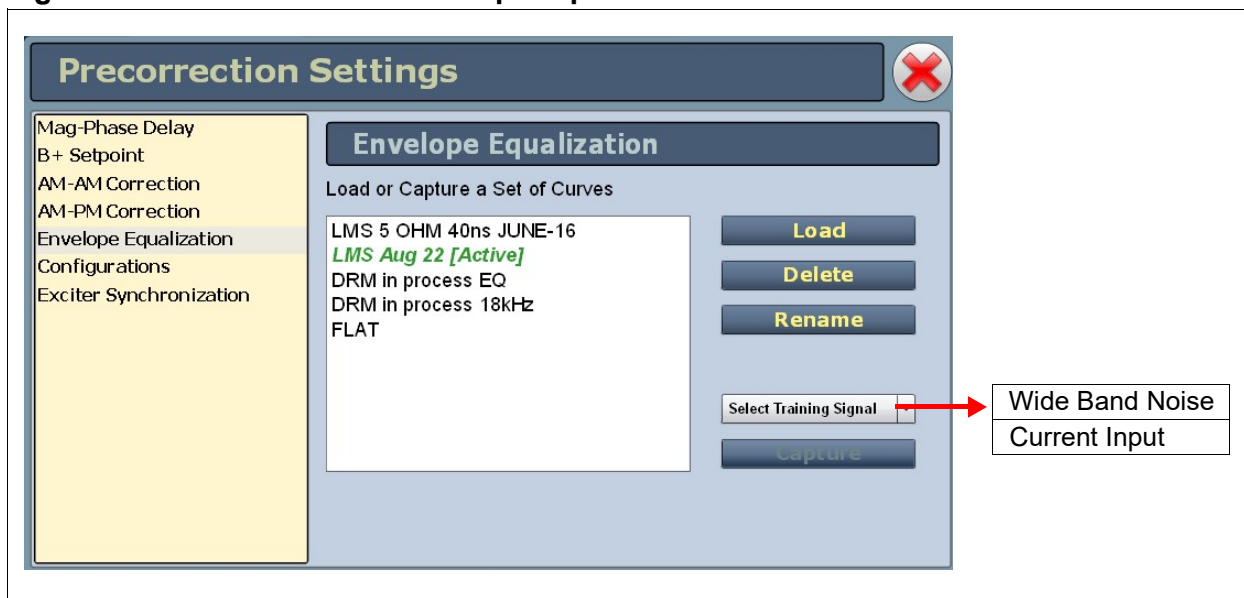 Precorrection Settings
Mag-Phase Delay
B+ Setpoint
AM-AM Correction
AM-PM Correction
Envelope Equalization
Configurations
Exciter Synchronization
Envelope Equalization
Load or Capture a Set of Curves
LMS 5 OHM 40ns JUNE-16
LMS Aug 22 [Active]
DRM in process EQ
DRM in process 18kHz
FLAT
Load
Delete
Rename
Select Training Signal
Capture
Wide Band Noise
Current Input